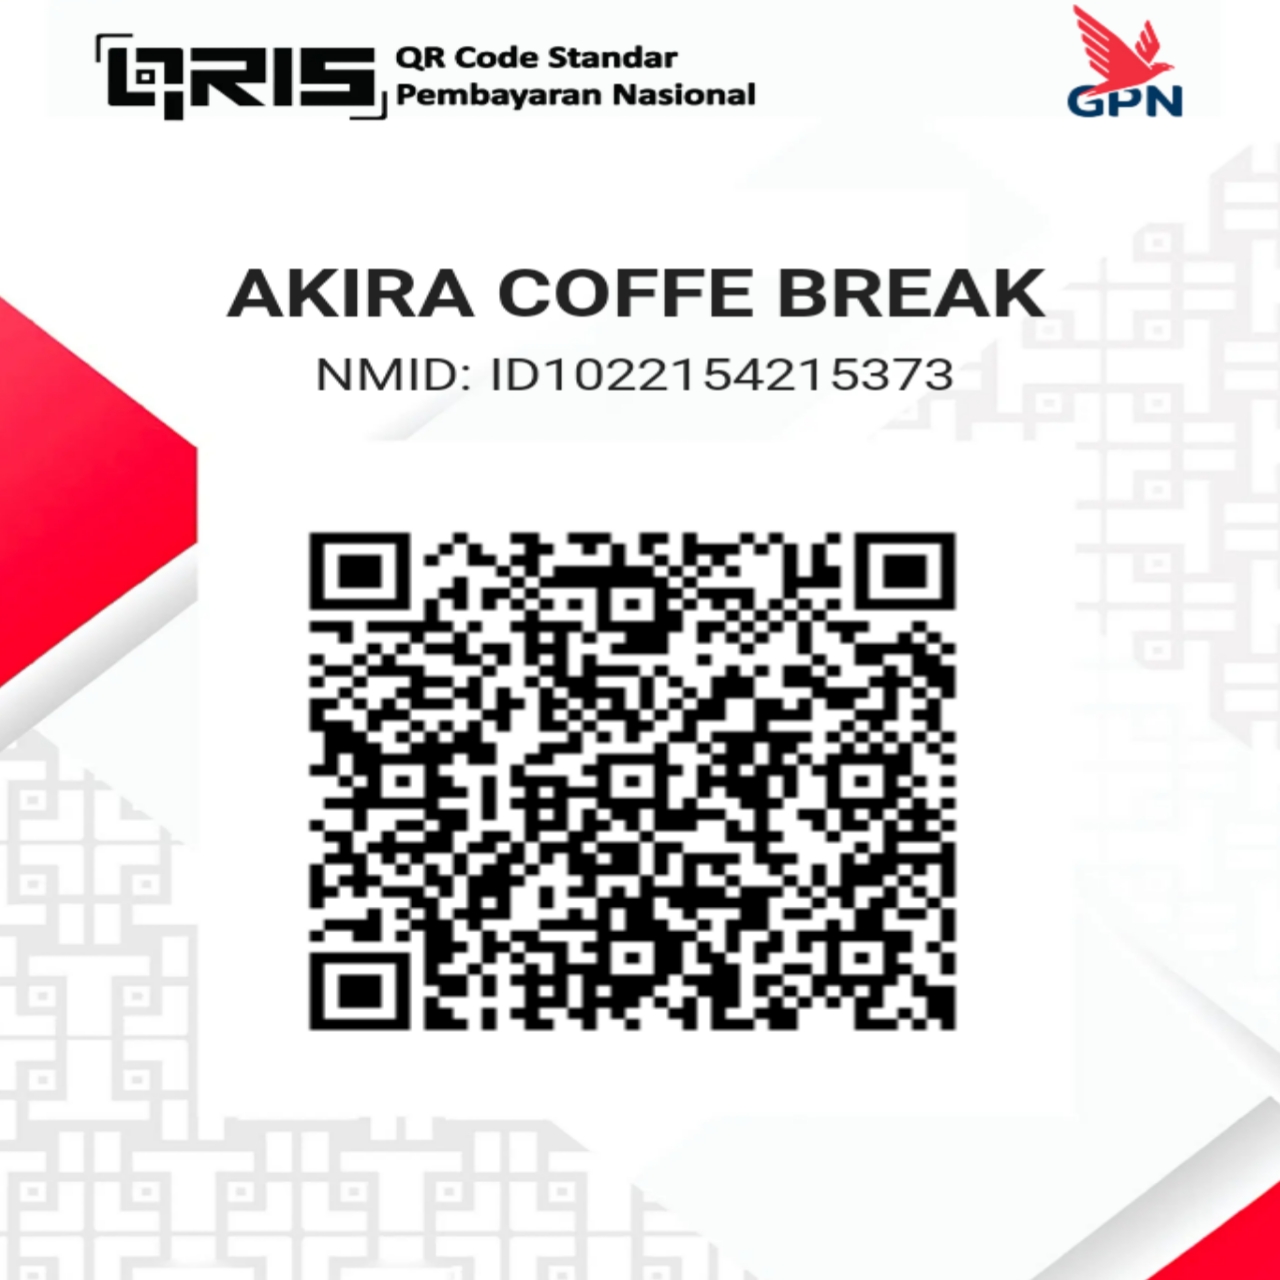 QRIS QR Code Standar
Pembayaran Nasional
GPN
AKIRA COFFE BREAK
NMID: ID1022154215373